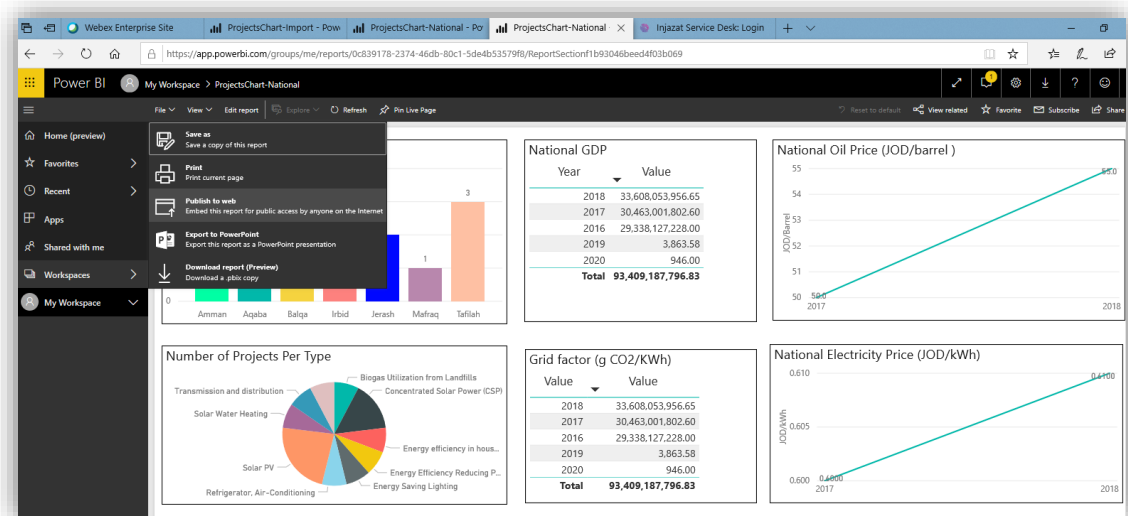 Webex Enterprise Site
ProjectsChart-Import - Pow
ProjectsChart-National - Po
ProjectsChart-National
Injazat Service Desk: Login
https://app.powerbi.com/groups/me/reports/0c839178-2374-46db-80c1-5de4b53579f8/ReportSectionf1b93046beed4f03b069
Power BI
My Workspace > ProjectsChart-National
1
File
View
Edit report
Explore
Refresh
Pin Live Page
Reset to default
View related
Favorite
Subscribe
Share
Home (preview)
Favorites
Recent
Apps
Shared with me
Workspaces
My Workspace
Save as
Save a copy of this report
Print
Print current page
Publish to web
Embed this report for public access by anyone on the Internet
Export to PowerPoint
Export this report as a PowerPoint presentation
Download report (Preview)
Download a .pbix copy
3
1
0
Amman Aqaba Balqa Irbid Jerash Mafraq Tafilah
National GDP
Year Value
2018 33,608,053,956.65
2017 30,463,001,802.60
2016 29,338,127,228.00
2019 3,863.58
2020 946.00
Total 93,409,187,796.83
National Oil Price (JOD/barrel )
JOD/Barrel
55
54
53
52
51
50
50.0
55.0
2017 2018
Number of Projects Per Type
Biogas Utilization from Landfills
Transmission and distribution
Concentrated Solar Power (CSP)
Solar Water Heating
Energy efficiency in hous...
Solar PV
Energy Efficiency Reducing P...
Energy Saving Lighting
Refrigerator, Air-Conditioning
Grid factor (g CO2/KWh)
Value Value
2018 33,608,053,956.65
2017 30,463,001,802.60
2016 29,338,127,228.00
2019 3,863.58
2020 946.00
Total 93,409,187,796.83
National Electricity Price (JOD/kWh)
JOD/kWh
0.610
0.605
0.600
0.6000
0.6100
2017 2018